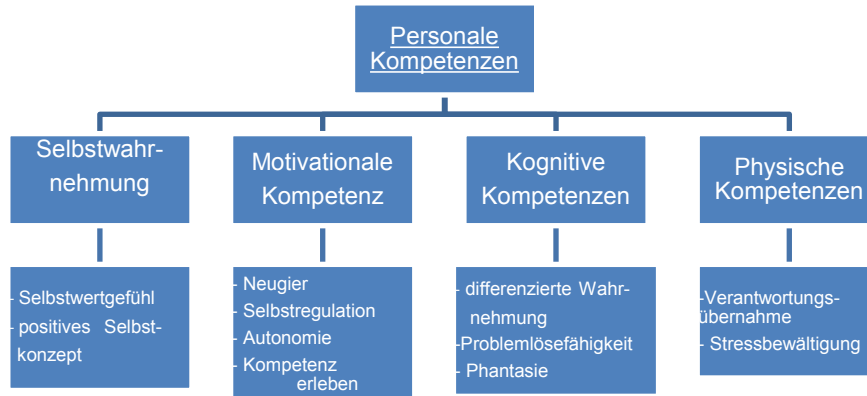 Personale
Kompetenzen
Selbstwahr-
nehmung
Motivationale
Kompetenz
Kognitive
Kompetenzen
Physische
Kompetenzen
- Selbstwertgefühl
- positives Selbst-
konzept
- Neugier
- Selbstregulation
- Autonomie
- Kompetenz
erleben
- differenzierte Wahr-
nehmung
-Problemlösefähigkeit
- Phantasie
-Verantwortungs-
übernahme
- Stressbewältigung